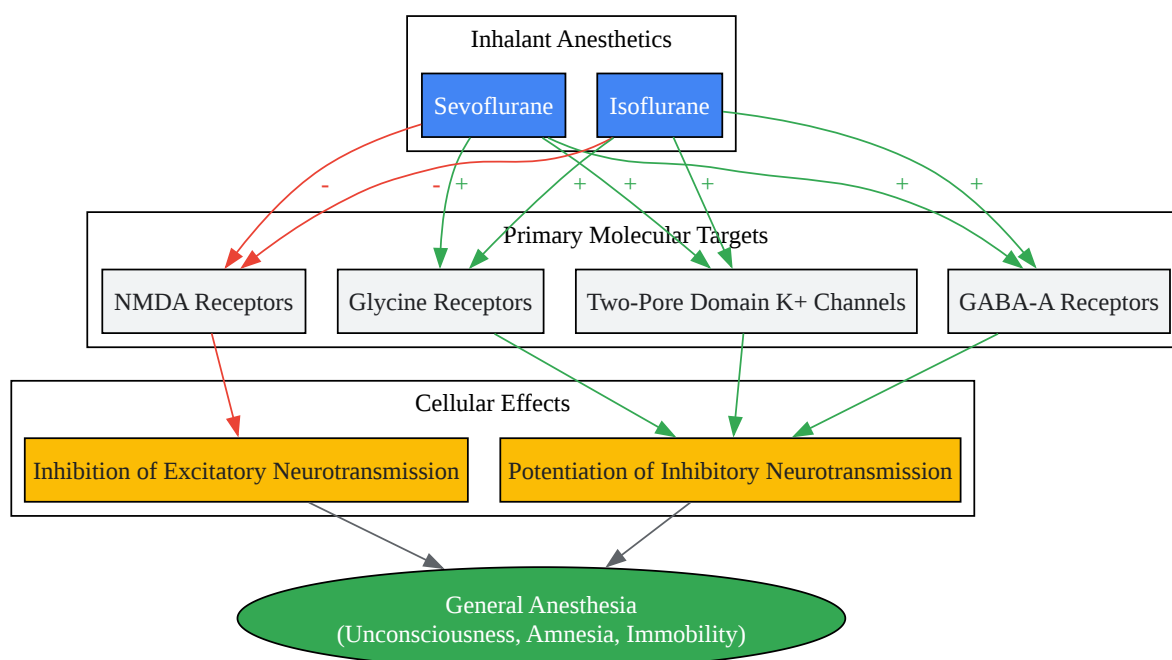 Inhalant Anesthetics
Sevoflurane
Isoflurane
-
-
+
+
+
+
+
+
Primary Molecular Targets
NMDA Receptors
Glycine Receptors
Two-Pore Domain K+ Channels
GABA-A Receptors
Cellular Effects
Inhibition of Excitatory Neurotransmission
Potentiation of Inhibitory Neurotransmission
General Anesthesia
(Unconsciousness, Amnesia, Immobility)